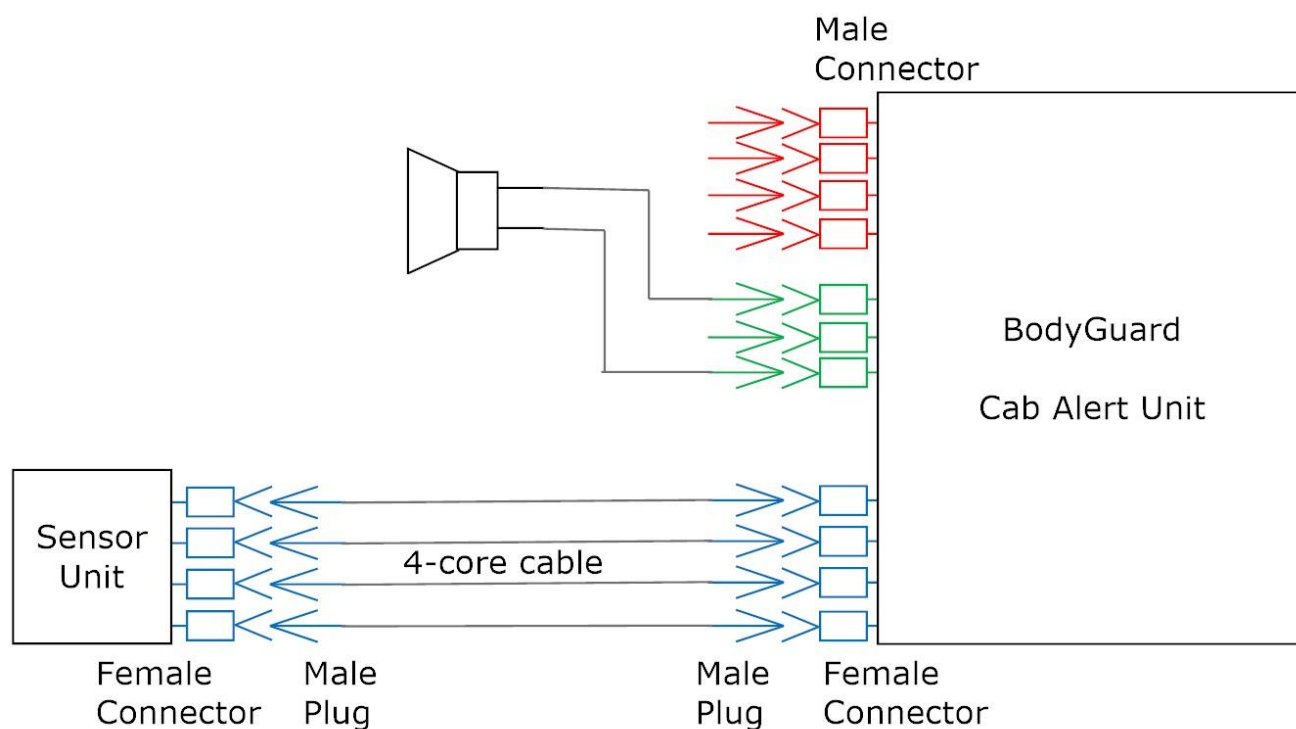 Male
Connector
BodyGuard
Cab Alert Unit
Sensor
Unit
4-core cable
Female
Connector
Male
Plug
Male
Plug
Female
Connector